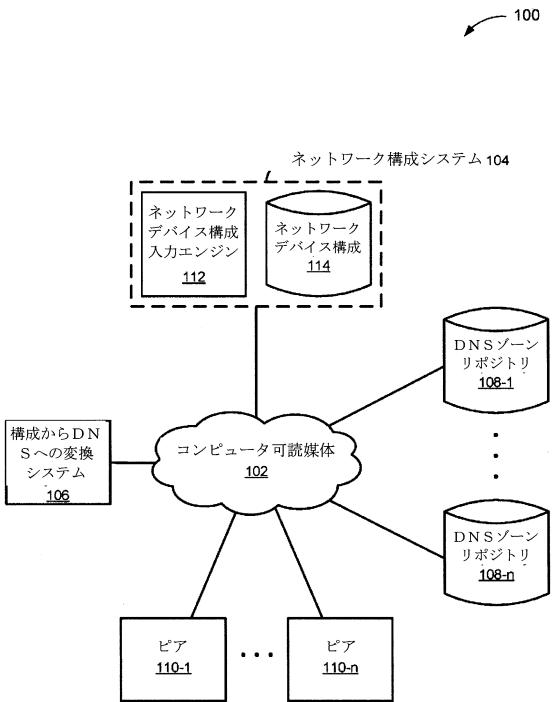 100
ネットワーク構成システム 104
ネットワーク
デバイス構成
入力エンジン
112
ネットワーク
デバイス構成
114
DNSゾーン
リポジトリ
108-1
構成からDN
Sへの変換
システム
106
コンピュータ可読媒体
102
DNSゾーン
リポジトリ
108-n
ピア
110-1
ピア
110-n